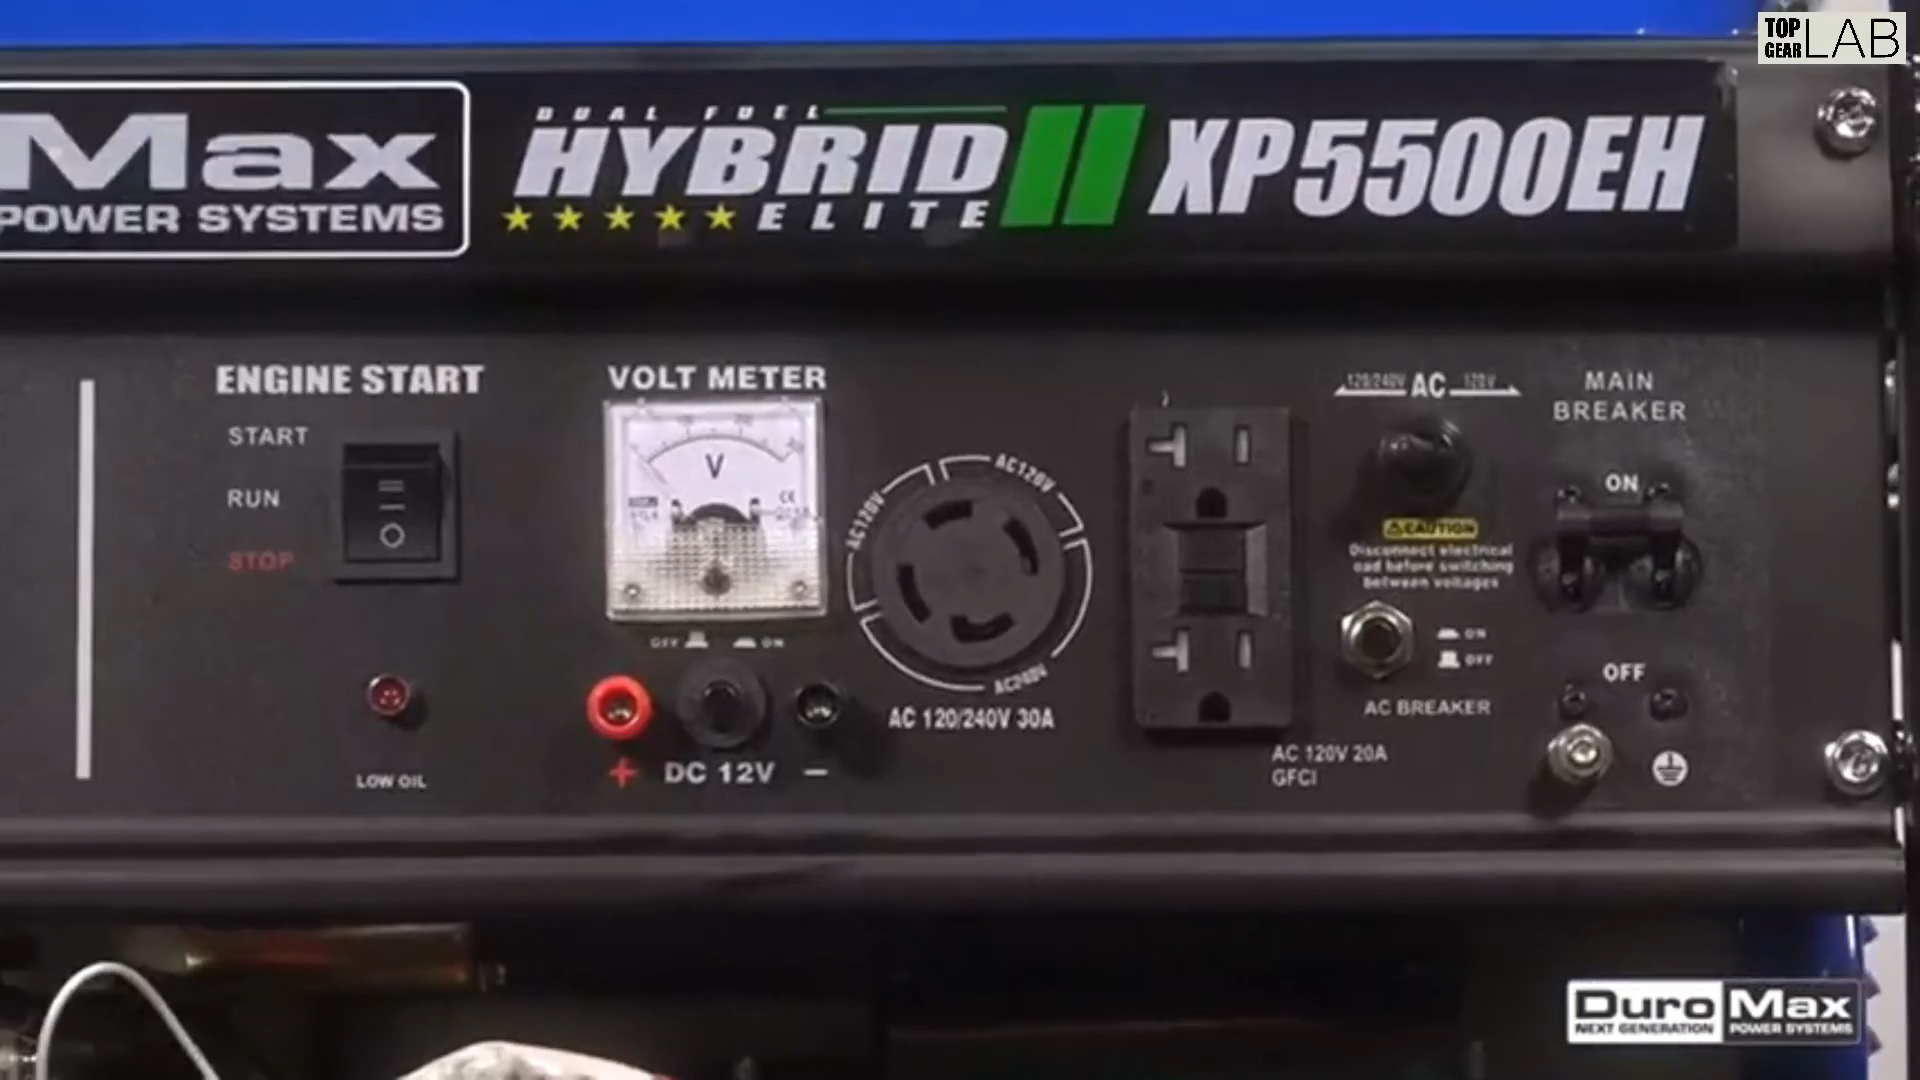 TOP
GEAR LAB
Max
POWER SYSTEMS
DUAL FUEL
HYBRID
ELITE
XP5500EH
ENGINE START
START
RUN
STOP
LOW OIL
VOLT METER
V
OFF ON
+ DC 12V −
AC120V
AC120V
AC240V
AC 120/240V 30A
AC 120V 20A
GFCI
120/240V AC 120V
CAUTION
Disconnect electrical
oad before switching
between voltages
ON
OFF
AC BREAKER
MAIN
BREAKER
ON
OFF
DuroMax
NEXT GENERATION POWER SYSTEMS